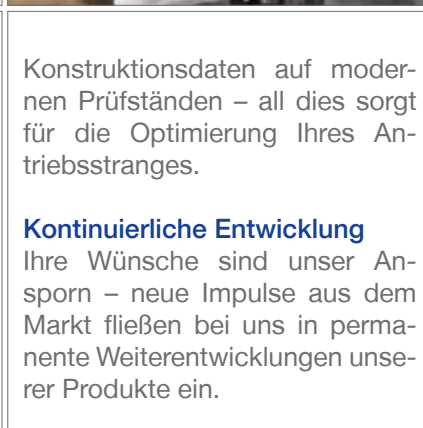 Konstruktionsdaten auf moder-
nen Prüfständen – all dies sorgt
für die Optimierung Ihres An-
triebsstranges.
Kontinuierliche Entwicklung
Ihre Wünsche sind unser An-
sporn – neue Impulse aus dem
Markt fließen bei uns in perma-
nente Weiterentwicklungen unse-
rer Produkte ein.